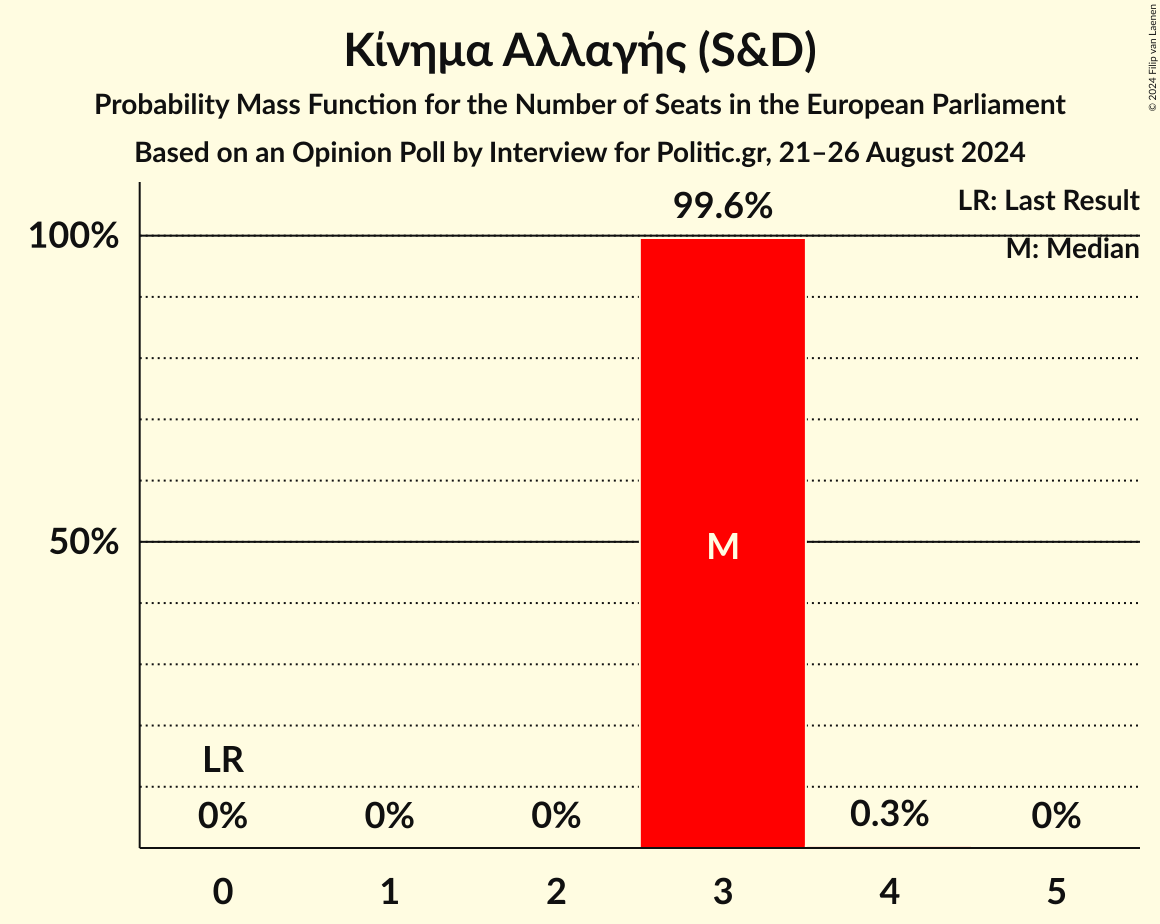 © 2024 Filip van Laenen
Κίνημα Αλλαγής (S&D)
Probability Mass Function for the Number of Seats in the European Parliament
Based on an Opinion Poll by Interview for Politic.gr, 21–26 August 2024
LR: Last Result
M: Median
99.6%
100%
50%
M
LR
0%
0%
0%
0.3%
0%
0
1
2
3
4
5